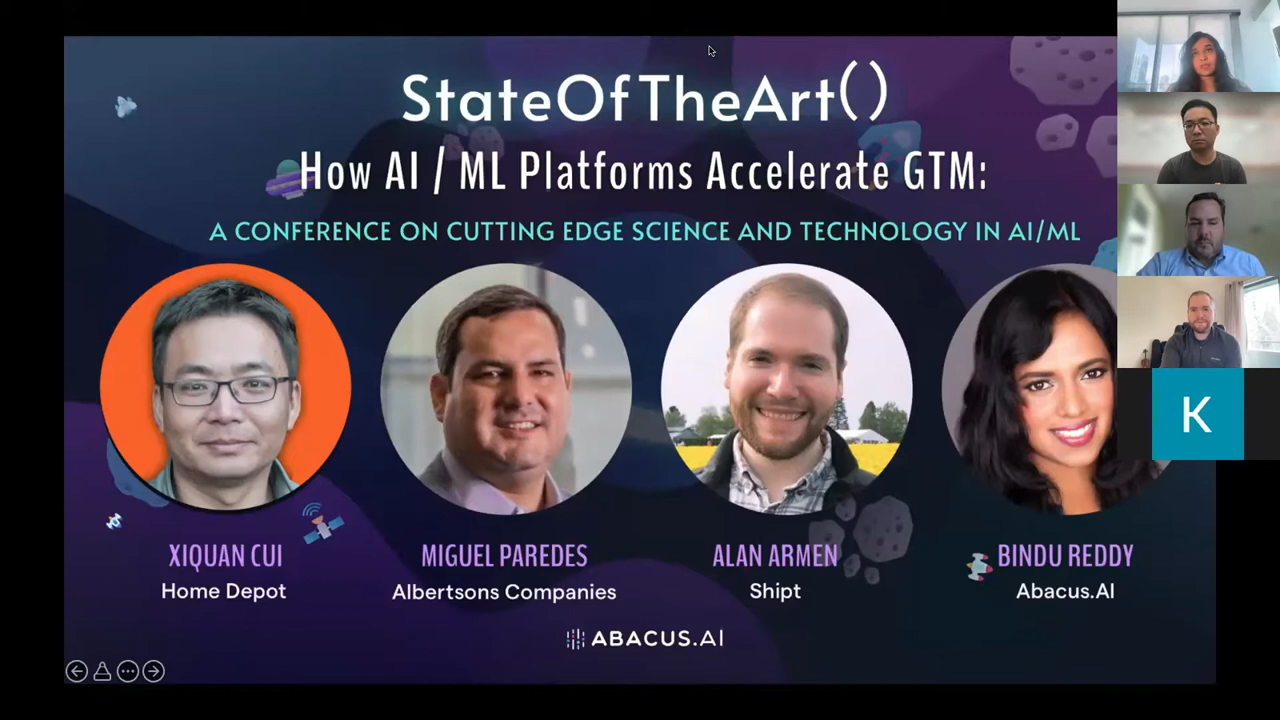 StateOfTheArt()
How AI / ML Platforms Accelerate GTM:
A CONFERENCE ON CUTTING EDGE SCIENCE AND TECHNOLOGY IN AI/ML
K
XIQUAN CUI
Home Depot
MIGUEL PAREDES
Albertsons Companies
ALAN ARMEN
Shipt
BINDU REDDY
Abacus.AI
ABACUS.AI